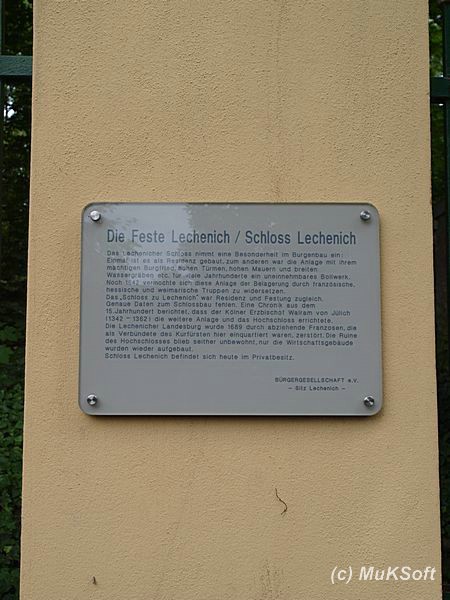 Die Feste Lechenich / Schloss Lechenich
Das Lechenicher Schloss nimmt eine Besonderheit im Burgenbau ein:
Einmal ist es als Residenz gebaut, zum anderen war die Anlage mit ihrem
mächtigen Burgfried, hohen Türmen, hohen Mauern und breiten
Wassergräben etc. für viele Jahrhunderte ein uneinnehmbares Bollwerk.
Noch 1642 vermochte sich diese Anlage der Belagerung durch französische,
hessische und weimarische Truppen zu widersetzen.
Das „Schloss zu Lechenich" war Residenz und Festung zugleich.
Genaue Daten zum Schlossbau fehlen. Eine Chronik aus dem
15. Jahrhundert berichtet, dass der Kölner Erzbischof Walram von Jülich
(1342 – 1362) die weitere Anlage und das Hochschloss errichtete.
Die Lechenicher Landesburg wurde 1689 durch abziehende Franzosen, die
als Verbündete des Kurfürsten hier einquartiert waren, zerstört. Die Ruine
des Hochschlosses blieb seither unbewohnt, nur die Wirtschaftsgebäude
wurden wieder aufgebaut.
Schloss Lechenich befindet sich heute im Privatbesitz.
BÜRGERGESELLSCHAFT e.V.
– Sitz Lechenich –
(c) MuKSoft